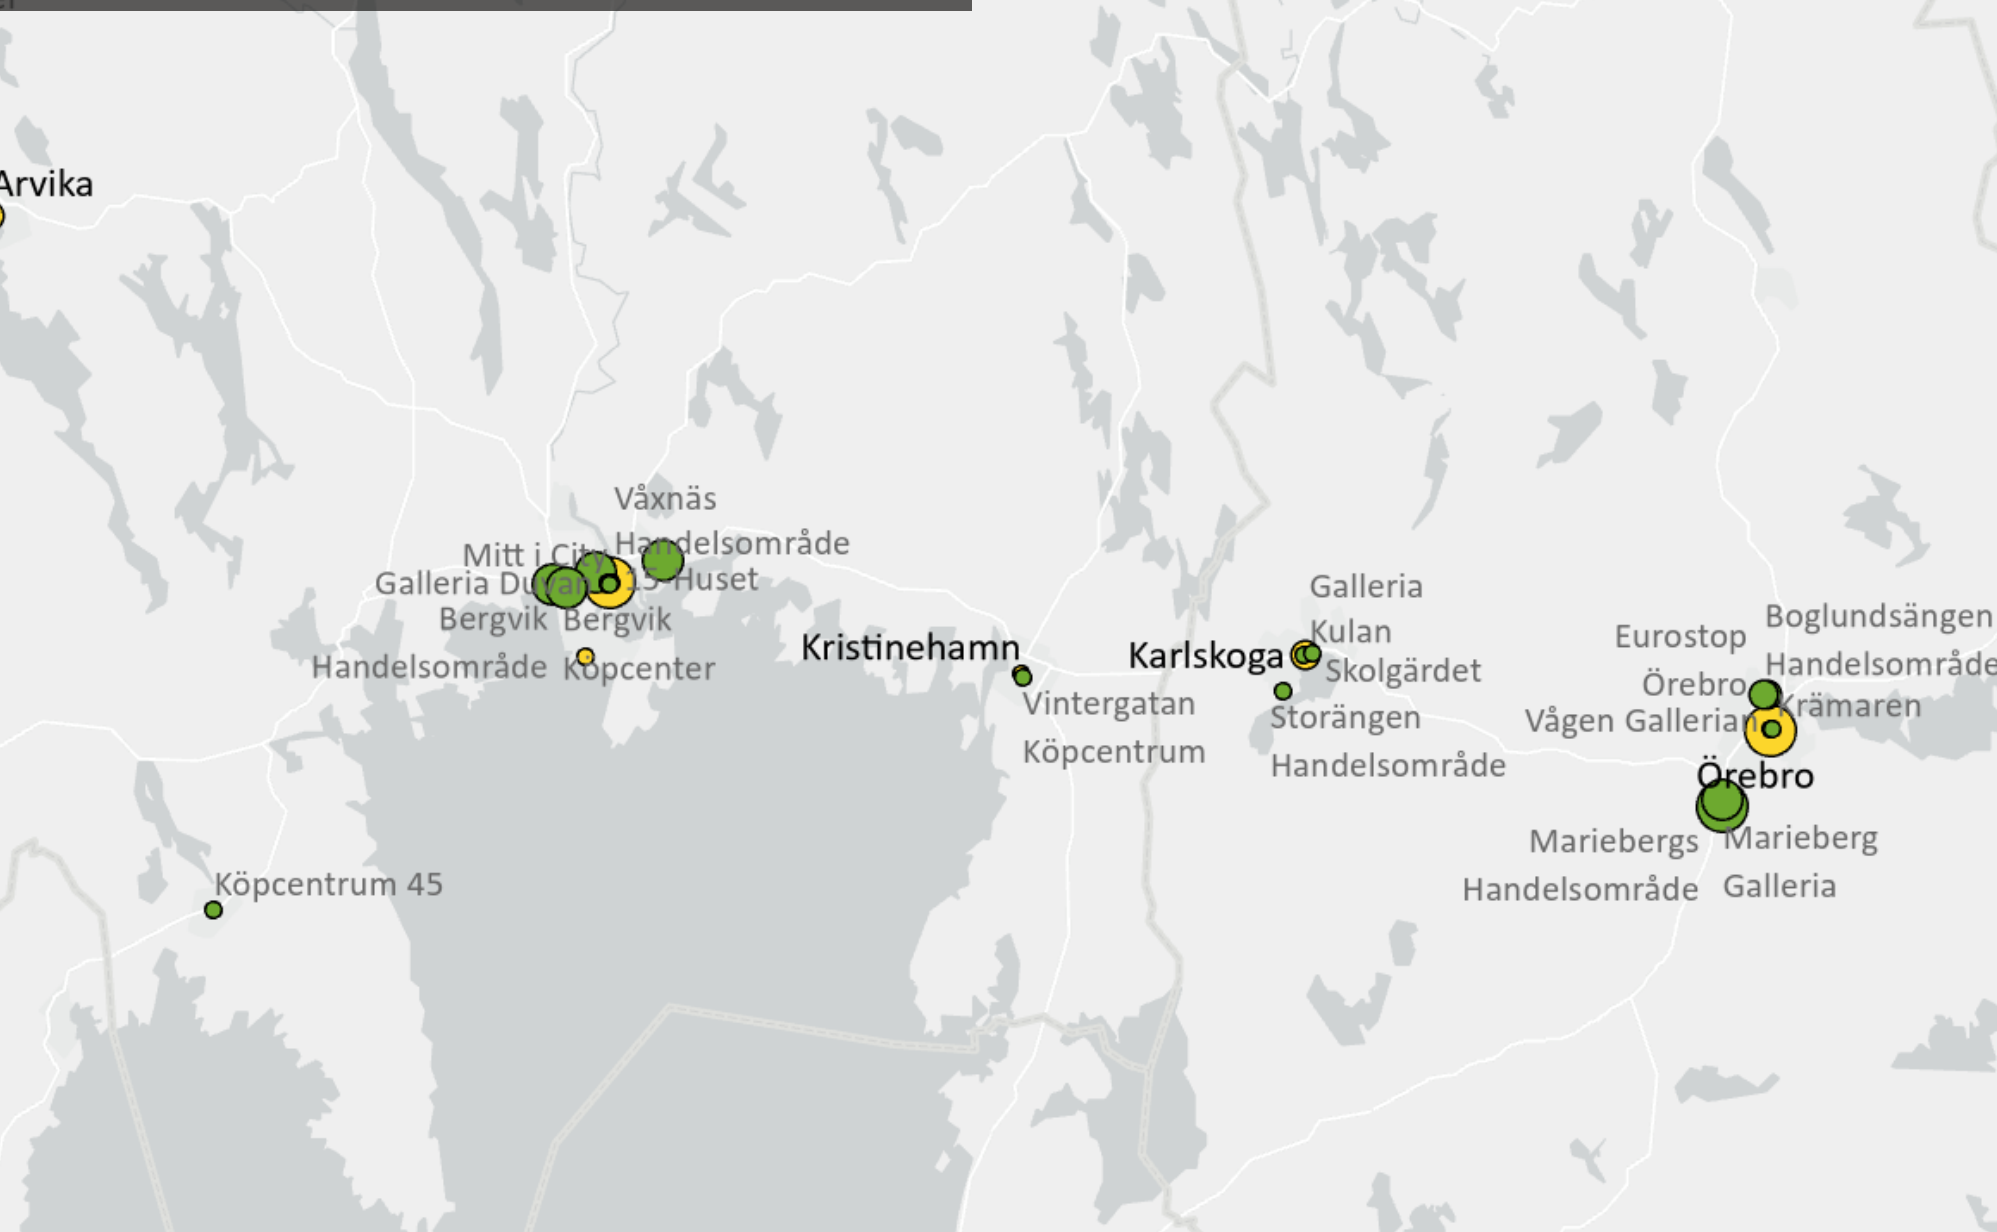 Arvika
Våxnäs
Handelsområde
Mitt i City
15-Huset
Galleria Duvan
Bergvik
Handelsområde
Bergvik
Köpcenter
Kristinehamn
Vintergatan
Köpcentrum
Karlskoga
Galleria
Kulan
Skolgärdet
Storängen
Handelsområde
Eurostop
Örebro
Boglundsängen
Handelsområde
Krämaren
Vågen Gallerian
Örebro
Mariebergs
Handelsområde
Marieberg
Galleria
Köpcentrum 45